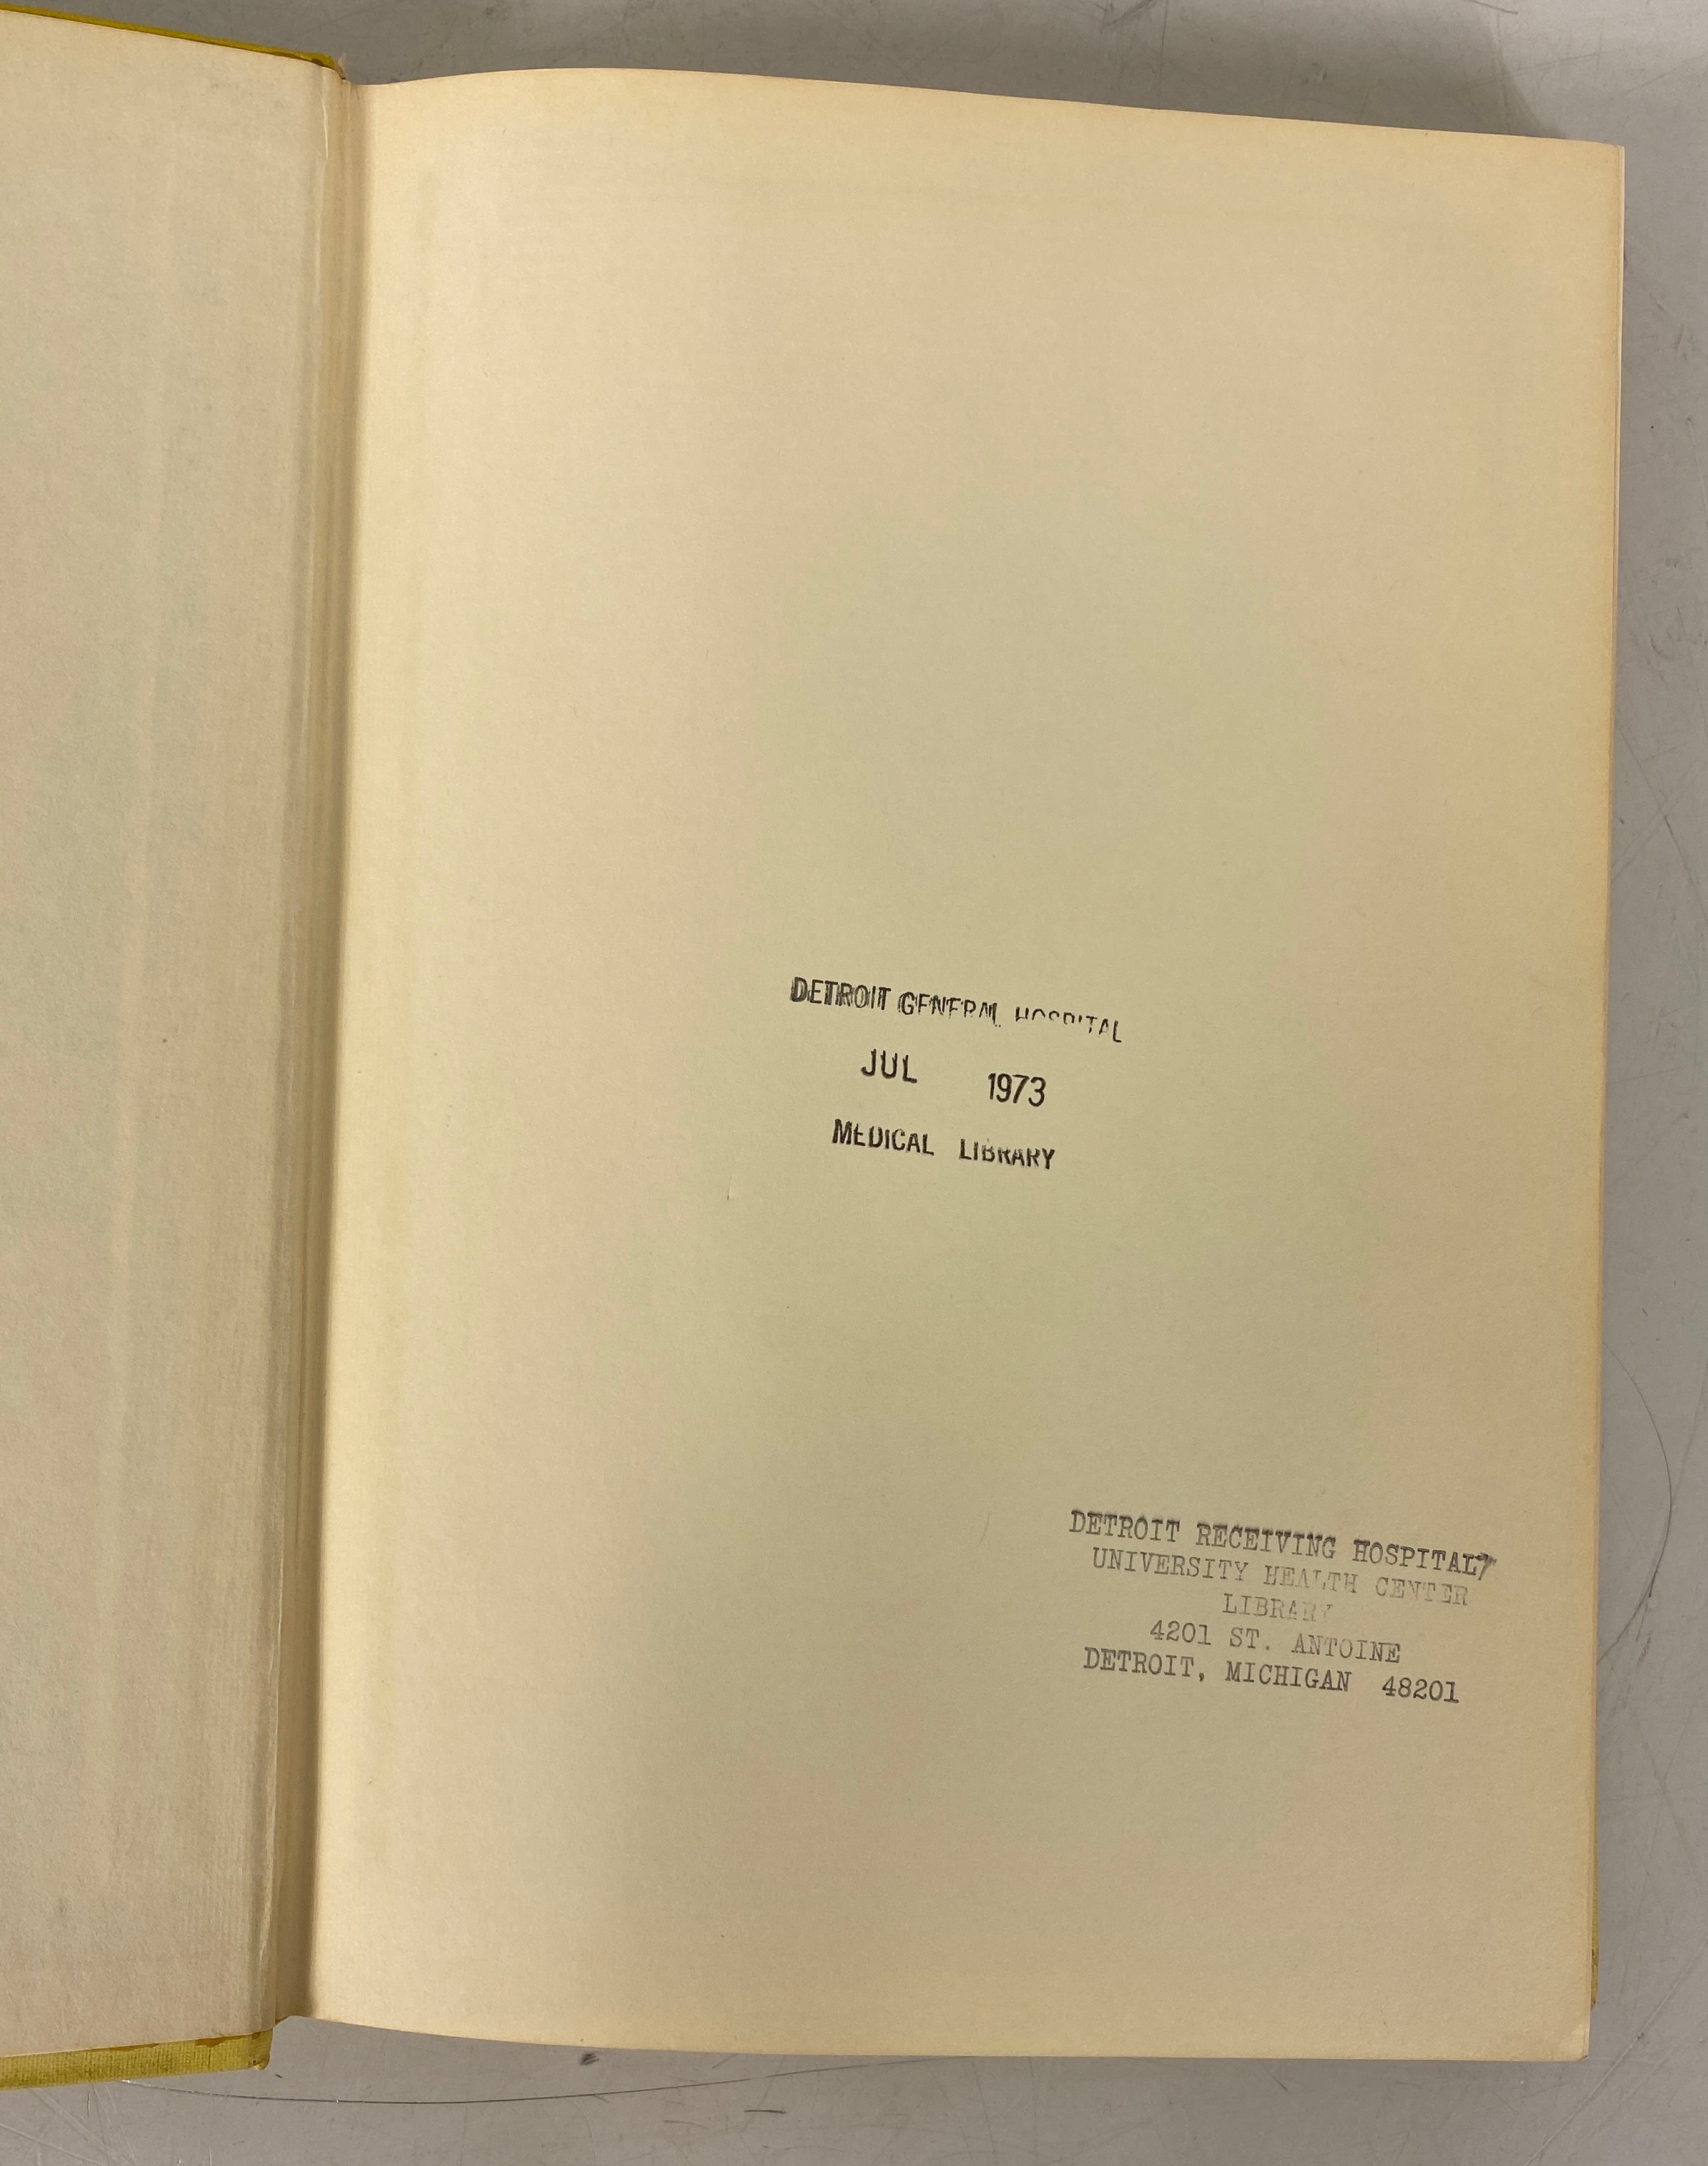 DETROIT GENERAL HOSPITAL
JUL 1973
MEDICAL LIBRARY
DETROIT RECEIVING HOSPITAL/
UNIVERSITY HEALTH CENTER
LIBRARY
4201 ST. ANTOINE
DETROIT, MICHIGAN 48201